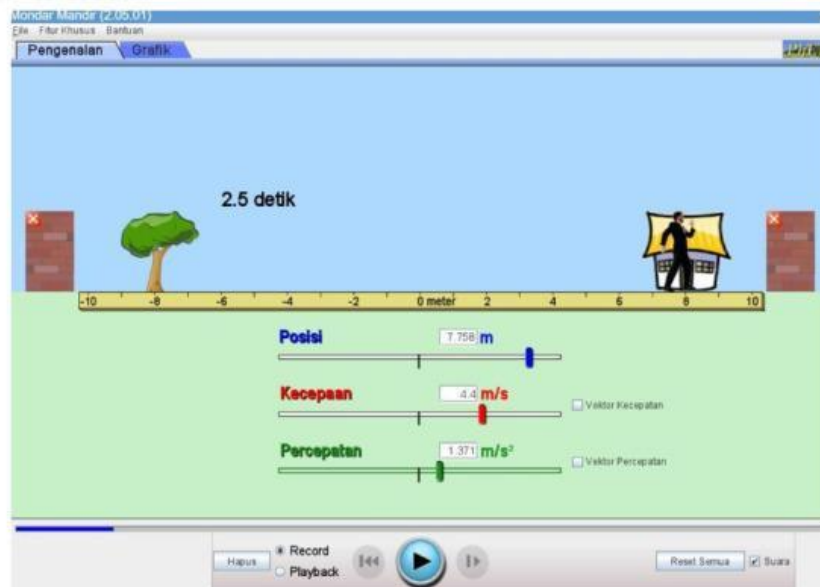 Mondar Mandir (2.05.01)
File Fitur Khusus Bantuan
Pengenalan Grafik
2.5 detik
-10 -8 -6 -4 -2 0 meter 2 4 6 8 10
Posisi 7.758 m
Kecepaan 4.4 m/s
Vektor Kecepatan
Percepatan 1.371 m/s²
Vektor Percepatan
Hapus
Record
Playback
Reset Semua
Suara